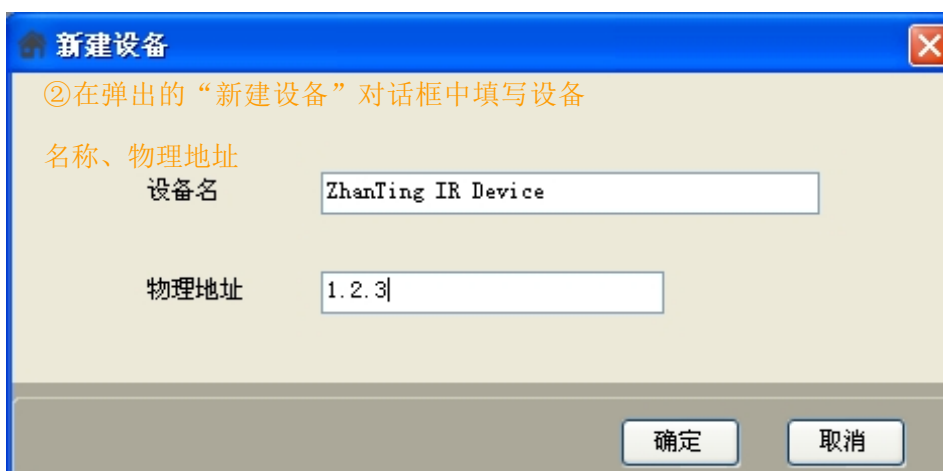 新建设备
②在弹出的“新建设备”对话框中填写设备
名称、物理地址
设备名 ZhanTing IR Device
物理地址 1.2.3
确定 取消